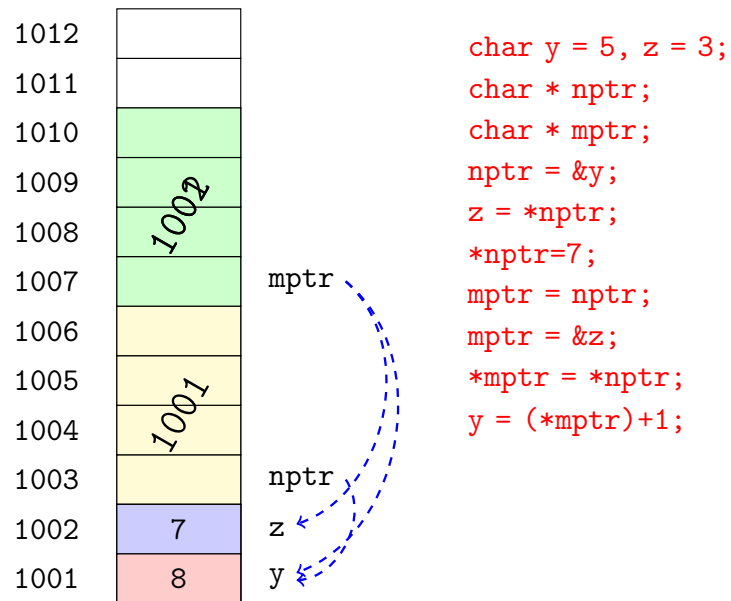 1012
char y = 5, z = 3;
1011
char * nptr;
1010
char * mptr;
1009
nptr = &y;
1002
1008
z = *nptr;
*nptr=7;
1007
mptr
mptr = nptr;
1006
mptr = &z;
1005
*mptr = *nptr;
1001
1004
y = (*mptr)+1;
1003
nptr
1002
7
z
1001
8
y